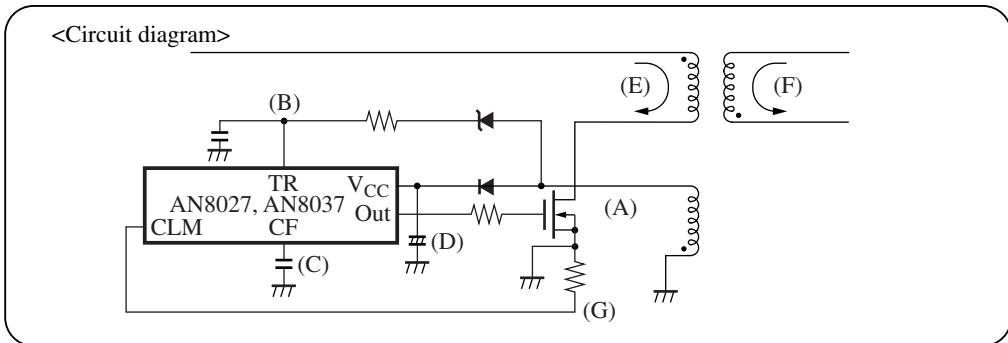 <Circuit diagram>
(E)
(F)
(B)
TR
VCC
AN8027, AN8037
Out
(A)
CLM
CF
(D)
(C)
(G)